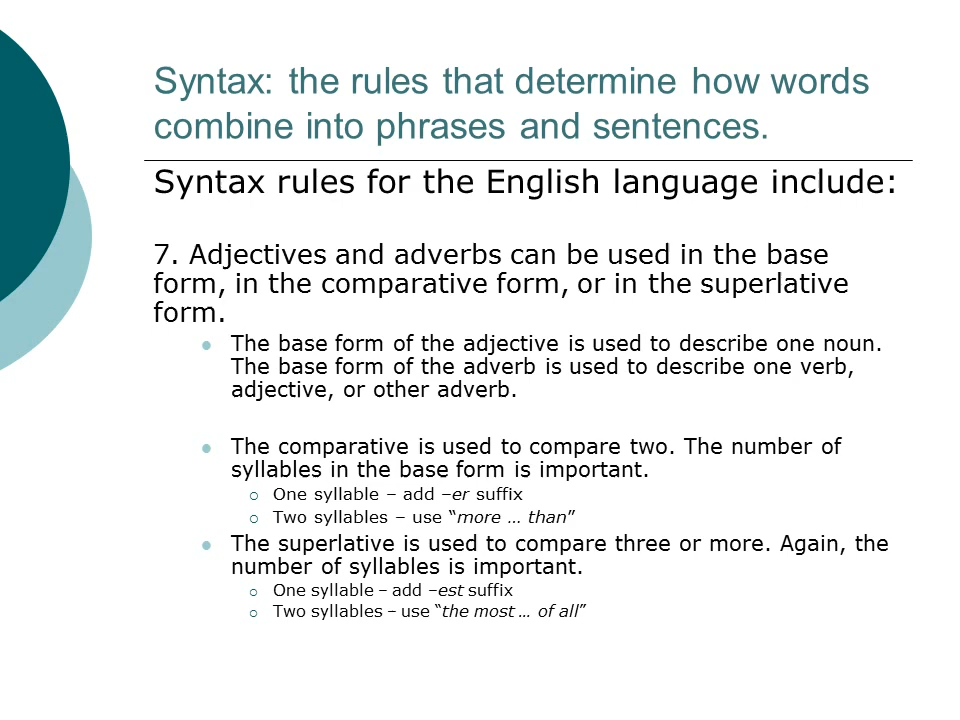 Syntax: the rules that determine how words
combine into phrases and sentences.
Syntax rules for the English language include:
7. Adjectives and adverbs can be used in the base
form, in the comparative form, or in the superlative
form.
The base form of the adjective is used to describe one noun.
The base form of the adverb is used to describe one verb,
adjective, or other adverb.
The comparative is used to compare two. The number of
syllables in the base form is important.
One syllable – add –er suffix
Two syllables – use “more … than”
The superlative is used to compare three or more. Again, the
number of syllables is important.
One syllable – add –est suffix
Two syllables – use “the most … of all”